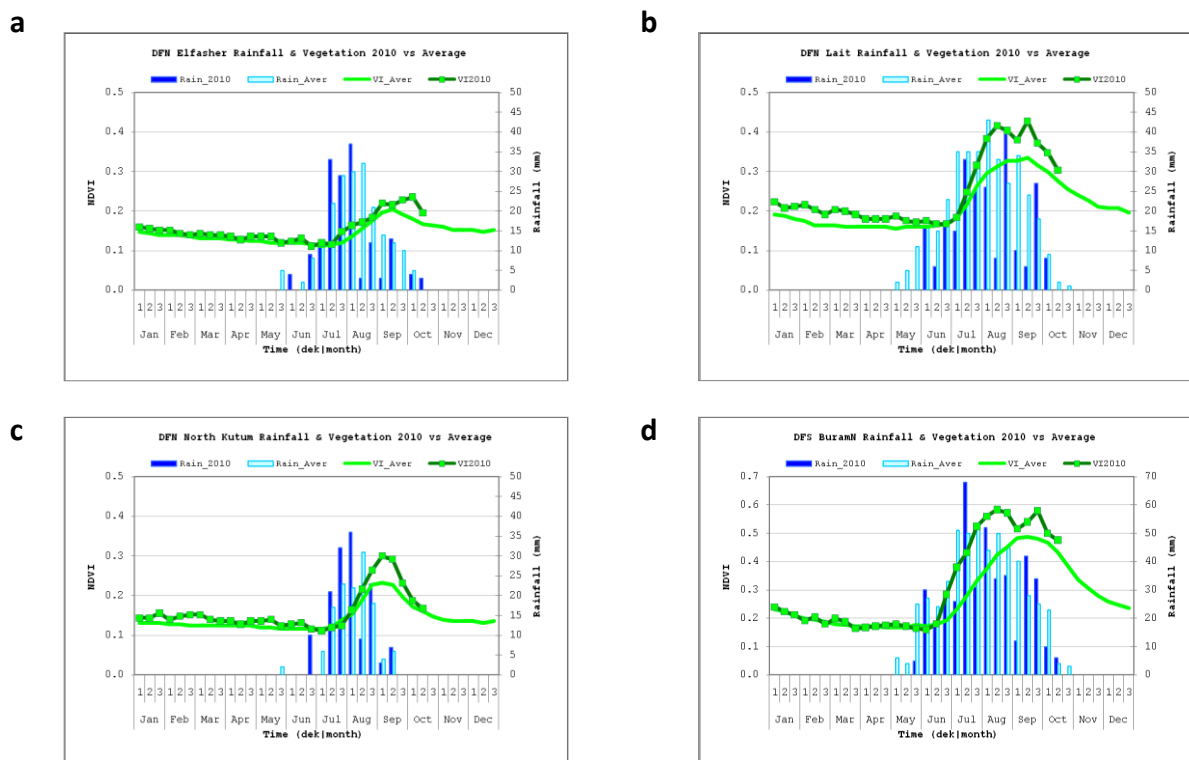 a
DFN Elfasher Rainfall & Vegetation 2010 vs Average
Rain_2010 Rain_Aver VI_Aver VI2010
0.5 50
45
0.4 40
35
0.3 30
25
0.2 20
15
0.1 10
5
0.0 0
NDVI
Rainfall (mm)
1 2 3 1 2 3 1 2 3 1 2 3 1 2 3 1 2 3 1 2 3 1 2 3 1 2 3 1 2 3 1 2 3 1 2 3
Jan Feb Mar Apr May Jun Jul Aug Sep Oct Nov Dec
Time (dek|month)
b
DFN Lait Rainfall & Vegetation 2010 vs Average
Rain_2010 Rain_Aver VI_Aver VI2010
0.5 50
45
0.4 40
35
0.3 30
25
0.2 20
15
0.1 10
5
0.0 0
NDVI
Rainfall (mm)
1 2 3 1 2 3 1 2 3 1 2 3 1 2 3 1 2 3 1 2 3 1 2 3 1 2 3 1 2 3 1 2 3 1 2 3
Jan Feb Mar Apr May Jun Jul Aug Sep Oct Nov Dec
Time (dek|month)
c
DFN North Kutum Rainfall & Vegetation 2010 vs Average
Rain_2010 Rain_Aver VI_Aver VI2010
0.5 50
45
0.4 40
35
0.3 30
25
0.2 20
15
0.1 10
5
0.0 0
NDVI
Rainfall (mm)
1 2 3 1 2 3 1 2 3 1 2 3 1 2 3 1 2 3 1 2 3 1 2 3 1 2 3 1 2 3 1 2 3 1 2 3
Jan Feb Mar Apr May Jun Jul Aug Sep Oct Nov Dec
Time (dek|month)
d
DFS BuramN Rainfall & Vegetation 2010 vs Average
Rain_2010 Rain_Aver VI_Aver VI2010
0.7 70
0.6 60
0.5 50
0.4 40
0.3 30
0.2 20
0.1 10
0.0 0
NDVI
Rainfall (mm)
1 2 3 1 2 3 1 2 3 1 2 3 1 2 3 1 2 3 1 2 3 1 2 3 1 2 3 1 2 3 1 2 3 1 2 3
Jan Feb Mar Apr May Jun Jul Aug Sep Oct Nov Dec
Time (dek|month)